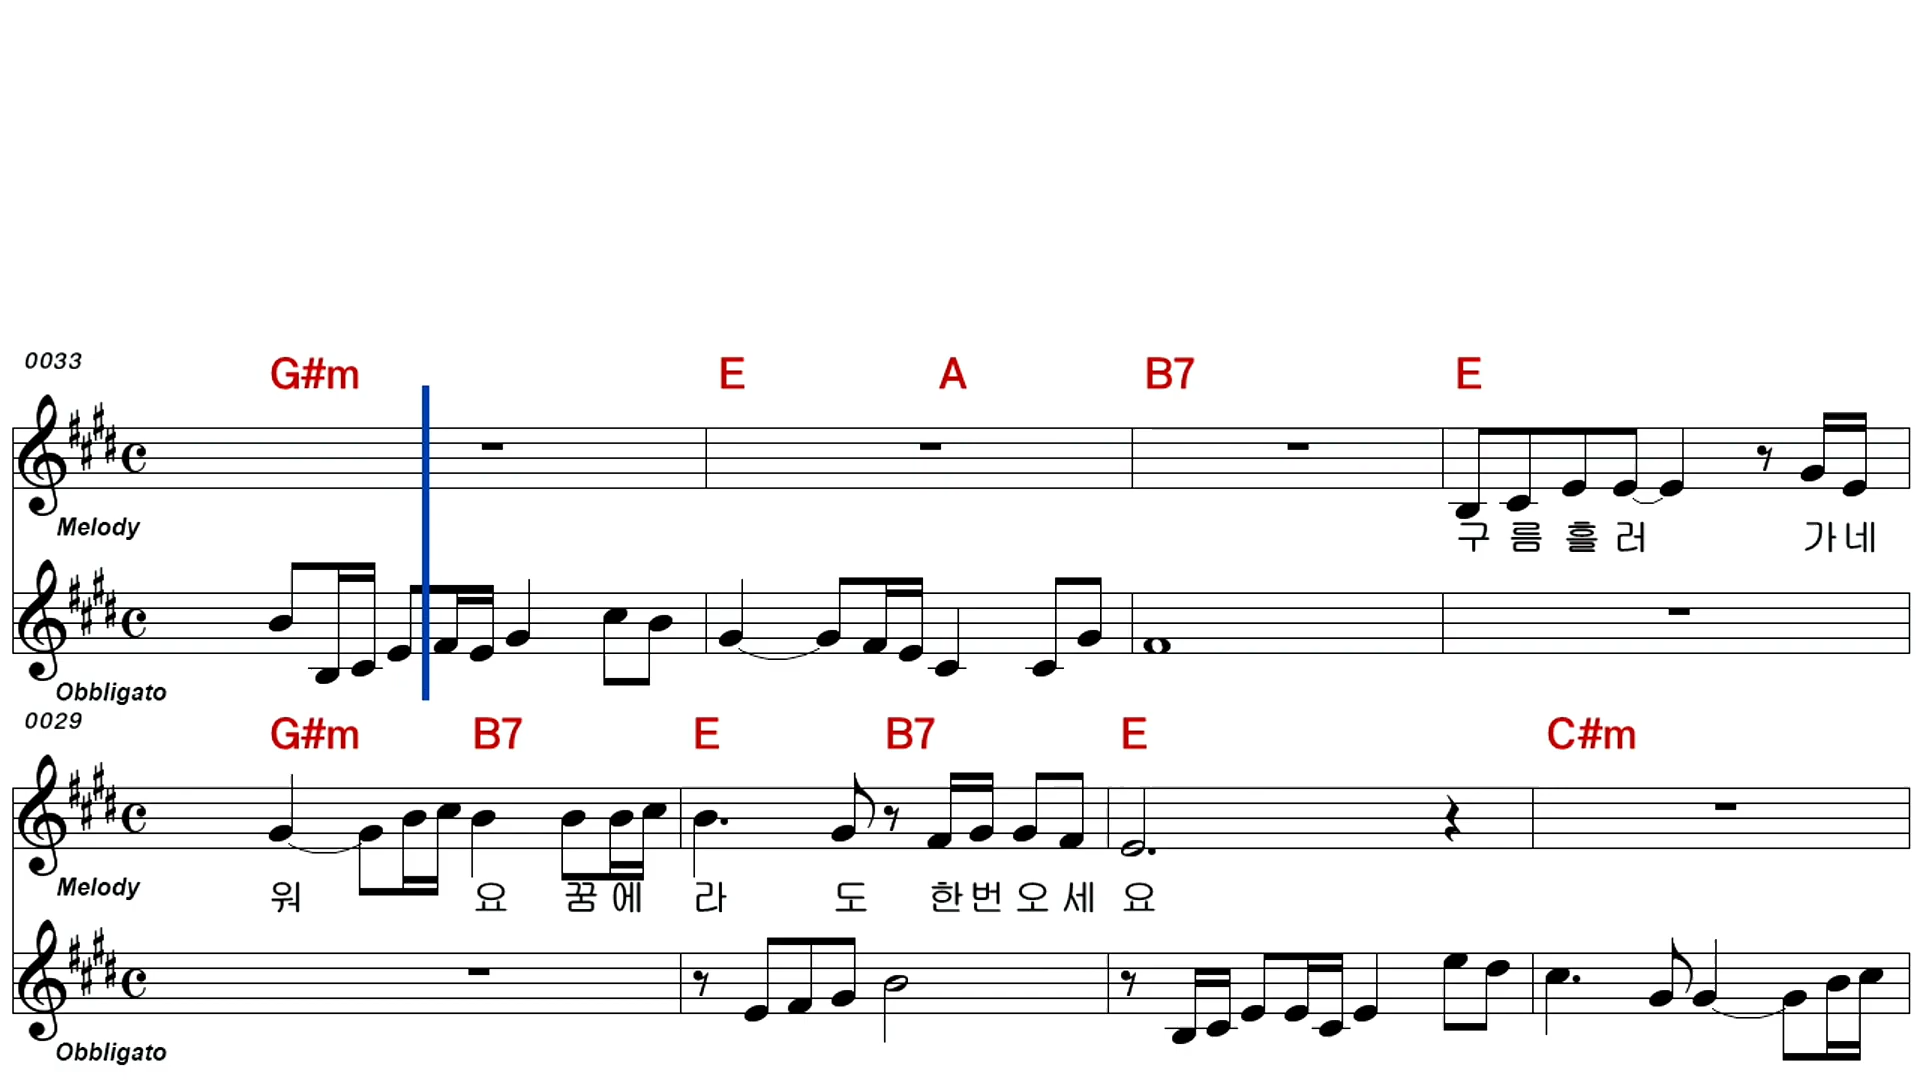 0033
G#m E A B7 E
Melody
구 름 흘 러 가 네
Obbligato
0029
G#m B7 E B7 E C#m
Melody
워 요 꿈 에 라 도 한 번 오 세 요
Obbligato